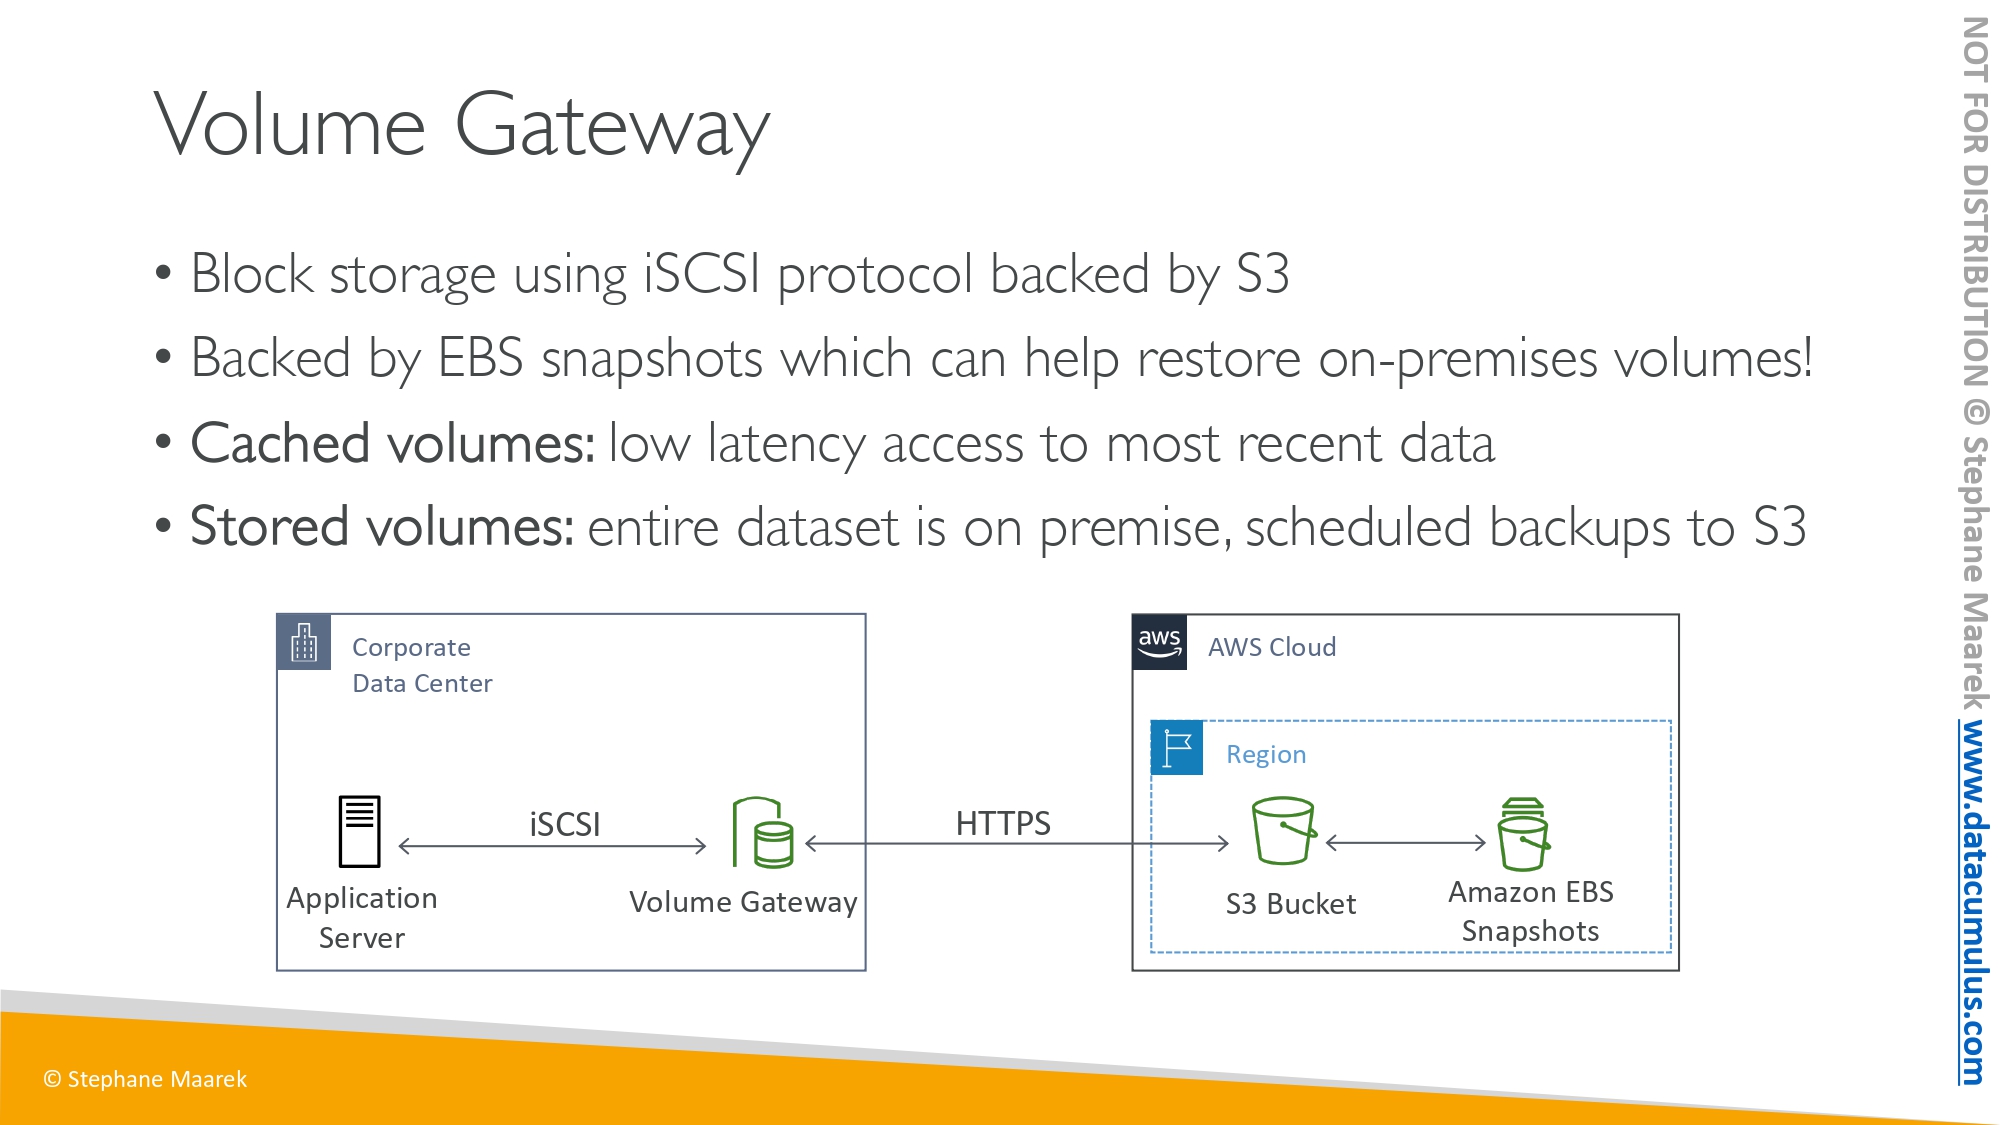 Volume Gateway
• Block storage using iSCSI protocol backed by S3
• Backed by EBS snapshots which can help restore on-premises volumes!
• Cached volumes: low latency access to most recent data
• Stored volumes: entire dataset is on premise, scheduled backups to S3
Corporate
Data Center
Application
Server
iSCSI
Volume Gateway
HTTPS
aws
AWS Cloud
Region
S3 Bucket
Amazon EBS
Snapshots
© Stephane Maarek
NOT FOR DISTRIBUTION © Stephane Maarek www.datacumulus.com